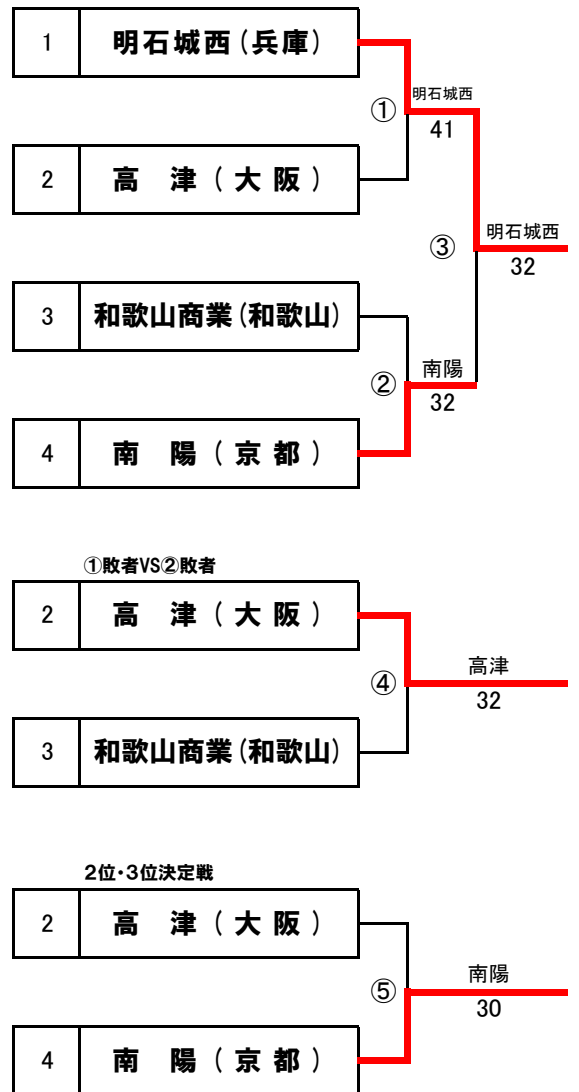 1 明石城西(兵庫)
明石城西
① 41
2 高 津(大阪)
明石城西
③ 32
3 和歌山商業(和歌山)
南陽
② 32
4 南 陽(京都)
①敗者VS②敗者
2 高 津(大阪)
高津
④ 32
3 和歌山商業(和歌山)
2位・3位決定戦
2 高 津(大阪)
南陽
⑤ 30
4 南 陽(京都)